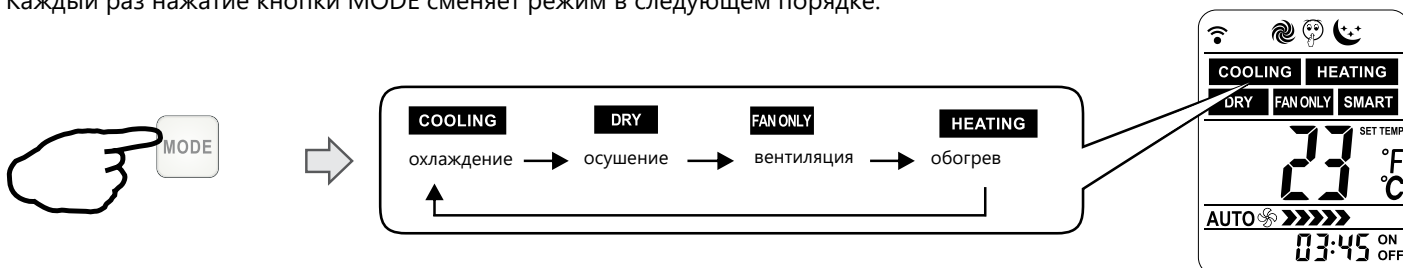 Каждый раз нажатие кнопки MODE сменяет режим в следующем порядке:
MODE
COOLING DRY FAN ONLY HEATING
охлаждение осушение вентиляция обогрев
COOLING HEATING
DRY FAN ONLY SMART
SET TEMP
23 °F
°C
AUTO
03:45 ON
OFF